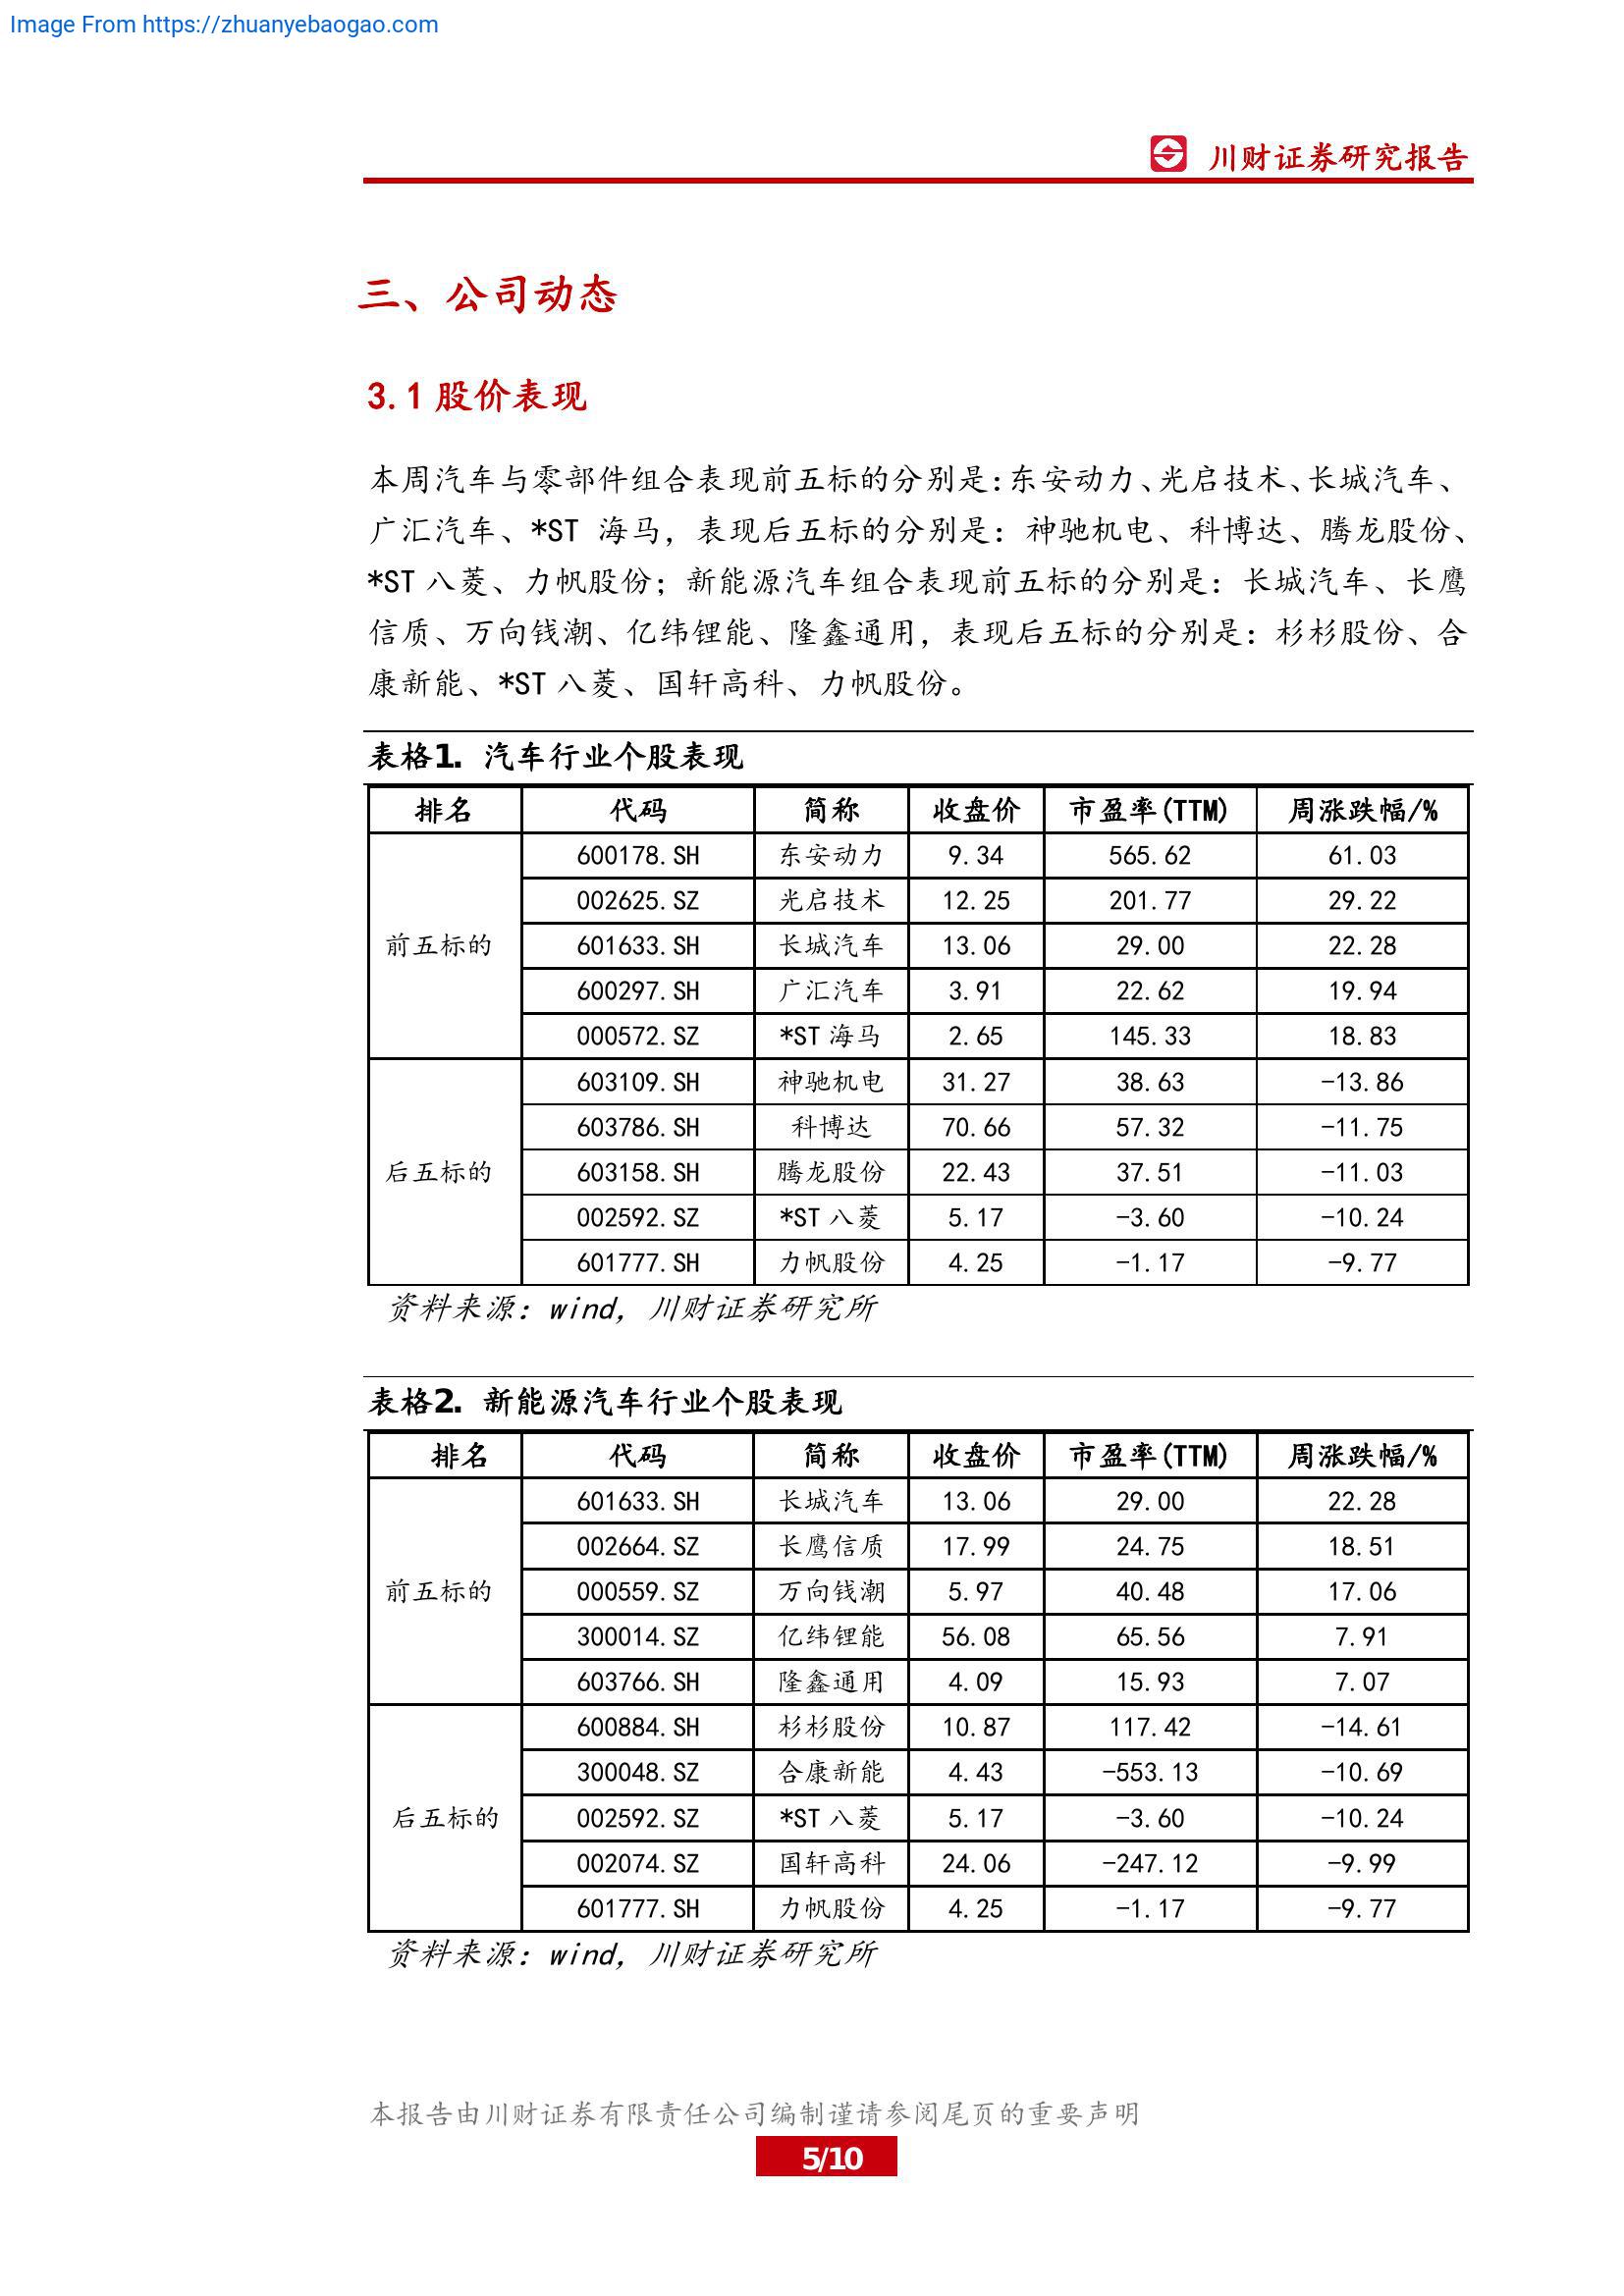 Image From https://zhuanyebaogao.com
川财证券研究报告
三、公司动态
3.1 股价表现
本周汽车与零部件组合表现前五标的分别是：东安动力、光启技术、长城汽车、
广汇汽车、*ST 海马，表现后五标的分别是：神驰机电、科博达、腾龙股份、
*ST 八菱、力帆股份；新能源汽车组合表现前五标的分别是：长城汽车、长鹰
信质、万向钱潮、亿纬锂能、隆鑫通用，表现后五标的分别是：杉杉股份、合
康新能、*ST 八菱、国轩高科、力帆股份。
表格1. 汽车行业个股表现
排名 代码 简称 收盘价 市盈率(TTM) 周涨跌幅/%
前五标的
600178.SH 东安动力 9.34 565.62 61.03
002625.SZ 光启技术 12.25 201.77 29.22
601633.SH 长城汽车 13.06 29.00 22.28
600297.SH 广汇汽车 3.91 22.62 19.94
000572.SZ *ST 海马 2.65 145.33 18.83
后五标的
603109.SH 神驰机电 31.27 38.63 -13.86
603786.SH 科博达 70.66 57.32 -11.75
603158.SH 腾龙股份 22.43 37.51 -11.03
002592.SZ *ST 八菱 5.17 -3.60 -10.24
601777.SH 力帆股份 4.25 -1.17 -9.77
资料来源：wind，川财证券研究所
表格2. 新能源汽车行业个股表现
排名 代码 简称 收盘价 市盈率(TTM) 周涨跌幅/%
前五标的
601633.SH 长城汽车 13.06 29.00 22.28
002664.SZ 长鹰信质 17.99 24.75 18.51
000559.SZ 万向钱潮 5.97 40.48 17.06
300014.SZ 亿纬锂能 56.08 65.56 7.91
603766.SH 隆鑫通用 4.09 15.93 7.07
后五标的
600884.SH 杉杉股份 10.87 117.42 -14.61
300048.SZ 合康新能 4.43 -553.13 -10.69
002592.SZ *ST 八菱 5.17 -3.60 -10.24
002074.SZ 国轩高科 24.06 -247.12 -9.99
601777.SH 力帆股份 4.25 -1.17 -9.77
资料来源：wind，川财证券研究所
本报告由川财证券有限责任公司编制谨请参阅尾页的重要声明
5/10